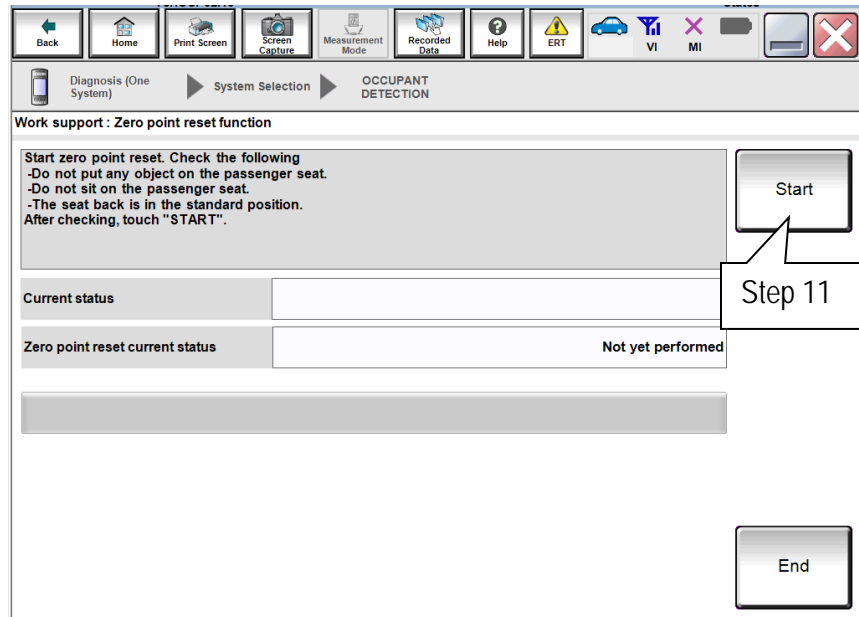 Back
Home
Print Screen
Screen
Capture
Measurement
Mode
Recorded
Data
Help
ERT
VI
MI
Diagnosis (One
System)
System Selection
OCCUPANT
DETECTION
Work support : Zero point reset function
Start zero point reset. Check the following
-Do not put any object on the passenger seat.
-Do not sit on the passenger seat.
-The seat back is in the standard position.
After checking, touch "START".
Start
Step 11
Current status
Zero point reset current status
Not yet performed
End